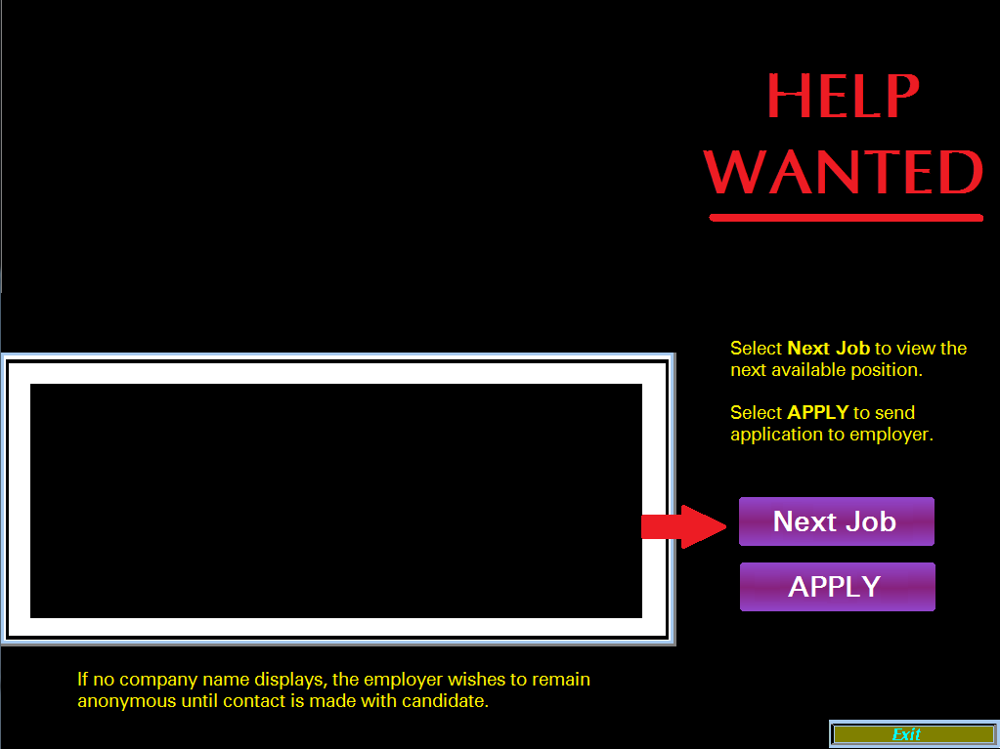 HELP
WANTED
Select Next Job to view the
next available position.
Select APPLY to send
application to employer.
Next Job
APPLY
If no company name displays, the employer wishes to remain
anonymous until contact is made with candidate.
Exit